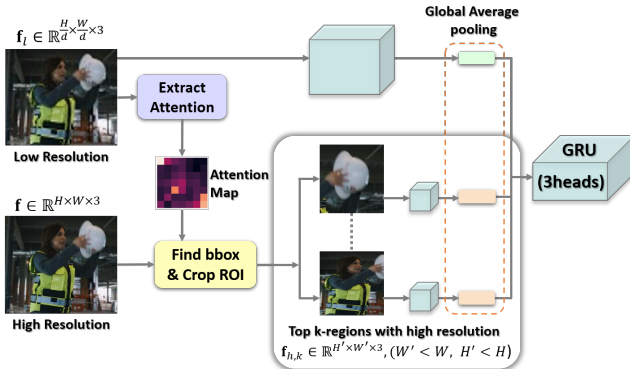 𝐟_l ∈ ℝ^{H/d × W/d × 3}
Low Resolution
𝐟 ∈ ℝ^{H×W×3}
High Resolution
Extract
Attention
Attention
Map
Find bbox
& Crop ROI
Global Average
pooling
GRU
(3heads)
Top k-regions with high resolution
𝐟_{h,k} ∈ ℝ^{H′×W′×3}, (W′ < W, H′ < H)